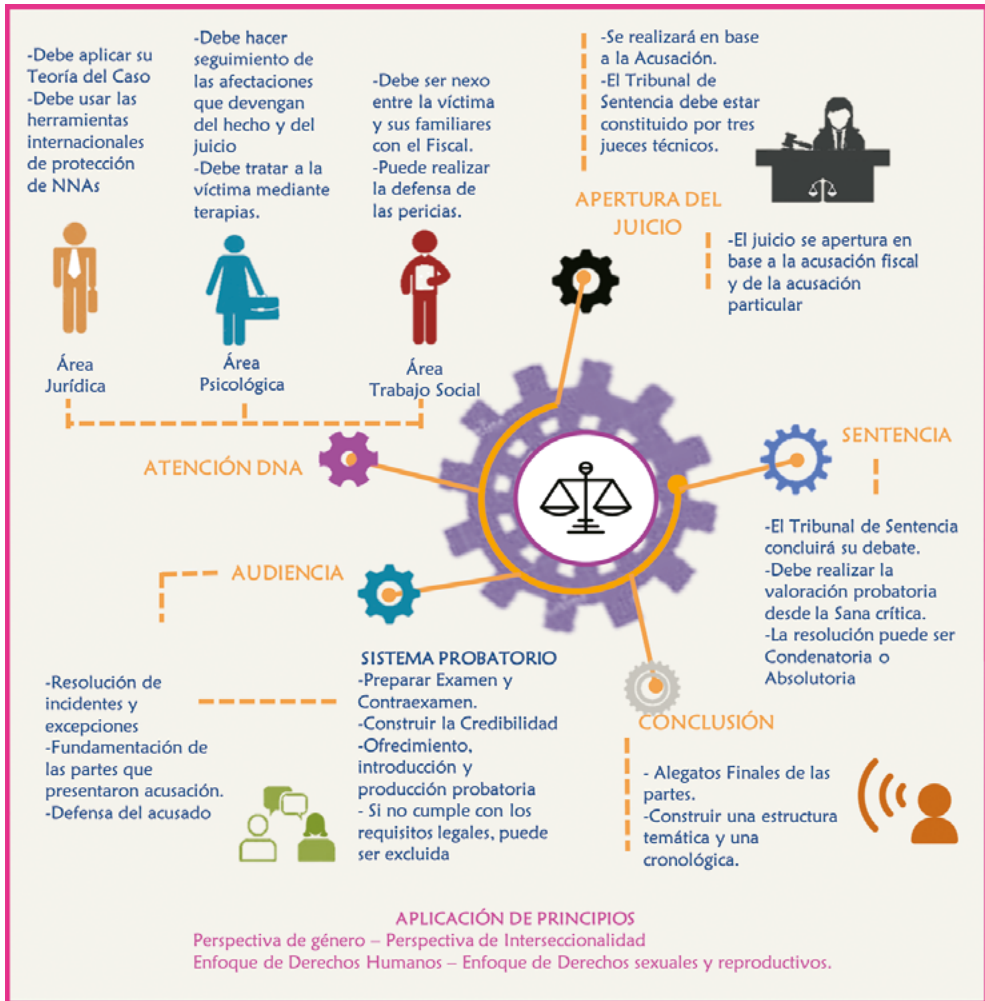 -Debe aplicar su
Teoría del Caso
-Debe usar las
herramientas
internacionales
de protección
de NNAs
Área
Jurídica
-Debe hacer
seguimiento de
las afectaciones
que devengan
del hecho y del
juicio
-Debe tratar a la
víctima mediante
terapias.
Área
Psicológica
-Debe ser nexo
entre la víctima
y sus familiares
con el Fiscal.
-Puede realizar
la defensa de
las pericias.
Área
Trabajo Social
ATENCIÓN DNA
-Se realizará en base
a la Acusación.
-El Tribunal de
Sentencia debe estar
constituido por tres
jueces técnicos.
APERTURA DEL
JUICIO
-El juicio se apertura en
base a la acusación fiscal
y de la acusación
particular
AUDIENCIA
-Resolución de
incidentes y
excepciones
-Fundamentación de
las partes que
presentaron acusación.
-Defensa del acusado
SISTEMA PROBATORIO
-Preparar Examen y
Contraexamen.
-Construir la Credibilidad
-Ofrecimiento,
introducción y
producción probatoria
- Si no cumple con los
requisitos legales, puede
ser excluida
CONCLUSIÓN
- Alegatos Finales de las
partes.
-Construir una estructura
temática y una
cronológica.
SENTENCIA
-El Tribunal de Sentencia
concluirá su debate.
-Debe realizar la
valoración probatoria
desde la Sana crítica.
-La resolución puede ser
Condenatoria o
Absolutoria
APLICACIÓN DE PRINCIPIOS
Perspectiva de género – Perspectiva de Interseccionalidad
Enfoque de Derechos Humanos – Enfoque de Derechos sexuales y reproductivos.